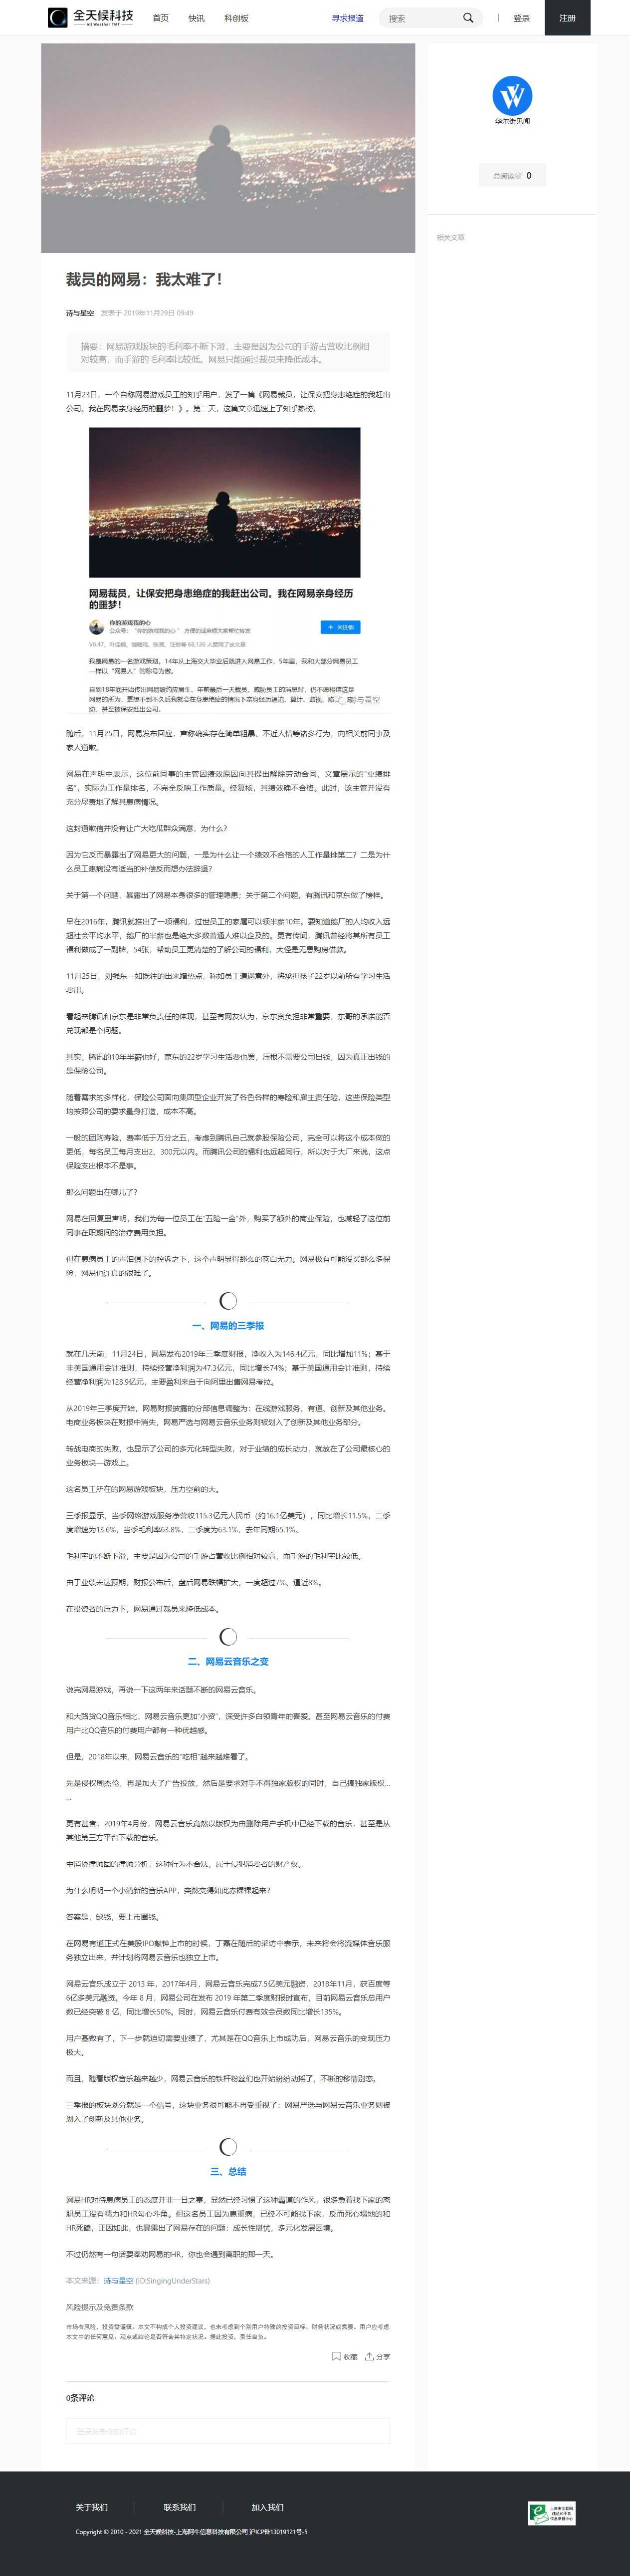 全天候科技
All Weather TMT
首页
快讯
科创板
寻求报道
搜索
登录
注册
华尔街见闻
总阅读量 0
相关文章
裁员的网易：我太难了！
诗与星空 发表于 2019年11月29日 09:49
摘要：网易游戏版块的毛利率不断下滑，主要是因为公司的手游占营收比例相
对较高，而手游的毛利率比较低。网易只能通过裁员来降低成本。
11月23日，一个自称网易游戏员工的知乎用户，发了一篇《网易裁员，让保安把身患绝症的我赶出
公司。我在网易亲身经历的噩梦！》。第二天，这篇文章迅速上了知乎热榜。
网易裁员，让保安把身患绝症的我赶出公司。我在网易亲身经历
的噩梦！
你的游戏我的心
公众号：“你的游戏我的心”
+ 关注他
等 60,126 人赞同了该文章
我是网易的一名游戏策划，14年从上海交大毕业后就进入网易工作，5年里，我和大部分网易员工
一样以“网易人”的称号为傲。
直到18年底开始传出网易毁约应届生、年前最后一天裁员、威胁员工的消息时，仍不愿相信这是
网易的所为，更想不到不久后我就会在身患绝症的情况下亲身经历逼迫、算计、监视、陷
能，甚至被保安赶出公司。
诗与星空
随后，11月25日，网易发布回应，声称确实存在简单粗暴、不近人情等诸多行为，向相关前同事及
家人道歉。
网易在声明中表示，这位前同事的主管因绩效原因向其提出解除劳动合同，文章展示的“业绩排
名”，实际为工作量排名，不完全反映工作质量。经复核，其绩效确不合格。此时，该主管并没有
充分尽责地了解其患病情况。
这封道歉信并没有让广大吃瓜群众满意，为什么？
因为它反而暴露出了网易更大的问题，一是为什么让一个绩效不合格的人工作量排第二？二是为什
么员工患病没有适当的补偿反而想办法辞退？
关于第一个问题，暴露出了网易本身很多的管理隐患；关于第二个问题，有腾讯和京东做了榜样。
早在2016年，腾讯就推出了一项福利，过世员工的家属可以领半薪10年。要知道鹅厂的人均收入远
超社会平均水平，鹅厂的半薪也是绝大多数普通人难以企及的。更有传闻，腾讯曾经将其所有员工
福利做成了一副牌，54张，帮助员工更清楚的了解公司的福利，大怪是无息购房借款。
11月25日，刘强东一如既往的出来蹭热点，称如员工遭遇意外，将承担孩子22岁以前所有学习生活
费用。
看起来腾讯和京东是非常负责任的体现，甚至有网友认为，京东资负担非常重要，东哥的承诺能否
兑现都是个问题。
其实，腾讯的10年半薪也好，京东的22岁学习生活费也罢，压根不需要公司出钱，因为真正出钱的
是保险公司。
随着需求的多样化，保险公司面向集团型企业开发了各色各样的寿险和雇主责任险，这些保险类型
均按照公司的要求量身打造，成本不高。
一般的团购寿险，费率低于万分之五，考虑到腾讯自己就参股保险公司，完全可以将这个成本做的
更低，每名员工每月支出2、300元以内。而腾讯公司的福利也远超同行，所以对于大厂来说，这点
保险支出根本不是事。
那么问题出在哪儿了？
网易在回复里声明，我们为每一位员工在“五险一金”外，购买了额外的商业保险，也减轻了这位前
同事在职期间的治疗费用负担。
但在患病员工的声泪俱下的控诉之下，这个声明显得那么的苍白无力。网易极有可能没买那么多保
险，网易也许真的很难了。
一、网易的三季报
就在几天前，11月24日，网易发布2019年三季度财报，净收入为146.4亿元，同比增加11%；基于
非美国通用会计准则，持续经营净利润为47.3亿元，同比增长74%；基于美国通用会计准则，持续
经营净利润为128.9亿元，主要盈利来自于向阿里出售网易考拉。
从2019年三季度开始，网易财报披露的分部信息调整为：在线游戏服务、有道、创新及其他业务。
电商业务板块在财报中消失，网易严选与网易云音乐业务则被划入了创新及其他业务部分。
转战电商的失败，也显示了公司的多元化转型失败，对于业绩的成长动力，就放在了公司最核心的
业务板块—游戏上。
这名员工所在的网易游戏板块，压力空前的大。
三季报显示，当季网络游戏服务净营收115.3亿元人民币（约16.1亿美元），同比增长11.5%，二季
度增速为13.6%，当季毛利率63.8%，二季度为63.1%，去年同期65.1%。
毛利率的不断下滑，主要是因为公司的手游占营收比例相对较高，而手游的毛利率比较低。
由于业绩未达预期，财报公布后，盘后网易跌幅扩大，一度超过7%、逼近8%。
在投资者的压力下，网易通过裁员来降低成本。
二、网易云音乐之变
说完网易游戏，再说一下这两年来话题不断的网易云音乐。
和大路货QQ音乐相比，网易云音乐更加“小资”，深受许多白领青年的喜爱。甚至网易云音乐的付费
用户比QQ音乐的付费用户都有一种优越感。
但是，2018年以来，网易云音乐的“吃相”越来越难看了。
先是侵权周杰伦，再是加大了广告投放，然后是要求对手不得独家版权的同时，自己搞独家版权…
…
更有甚者，2019年4月份，网易云音乐竟然以版权为由删除用户手机中已经下载的音乐，甚至是从
其他第三方平台下载的音乐。
中消协律师团的律师分析，这种行为不合法，属于侵犯消费者的财产权。
为什么明明一个小清新的音乐APP，突然变得如此赤裸裸起来？
答案是，缺钱，要上市圈钱。
在网易有道正式在美股IPO敲钟上市的时候，丁磊在随后的采访中表示，未来将会将流媒体音乐服
务独立出来，并计划将网易云音乐也独立上市。
网易云音乐成立于 2013 年，2017年4月，网易云音乐完成7.5亿美元融资，2018年11月，获百度等
6亿多美元融资。今年 8 月，网易公司在发布 2019 年第二季度财报时宣布，目前网易云音乐总用户
数已经突破 8 亿，同比增长50%。同时，网易云音乐付费有效会员数同比增长135%。
用户基数有了，下一步就迫切需要业绩了，尤其是在QQ音乐上市成功后，网易云音乐的变现压力
极大。
而且，随着版权音乐越来越少，网易云音乐的铁杆粉丝们也开始纷纷动摇了，不断的移情别恋。
三季报的板块划分就是一个信号，这块业务很可能不再受重视了：网易严选与网易云音乐业务则被
划入了创新及其他业务。
三、总结
网易HR对待患病员工的态度并非一日之寒，显然已经习惯了这种霸道的作风，很多急着找下家的离
职员工没有精力和HR勾心斗角。但这名员工因为患重病，已经不可能找下家，反而死心塌地的和
HR死磕，正因如此，也暴露出了网易存在的问题：成长性堪忧，多元化发展困境。
不过仍然有一句话要奉劝网易的HR，你也会遇到离职的那一天。
本文来源：诗与星空 (ID:SingingUnderStars)
风险提示及免责条款
市场有风险，投资需谨慎。本文不构成个人投资建议，也未考虑到个别用户特殊的投资目标、财务状况或需要。用户应考虑
本文中的任何意见、观点或结论是否符合其特定状况。据此投资，责任自负。
收藏
分享
0条评论
关于我们
联系我们
加入我们
Copyright © 2010 - 2021 全天候科技-上海阿牛信息科技有限公司 沪ICP备13019121号-5